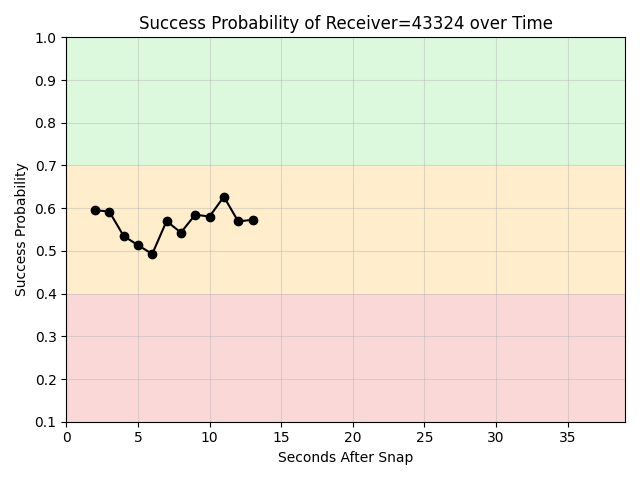 Success Probability of Receiver=43324 over Time
1.0
0.9
0.8
0.7
0.6
0.5
0.4
0.3
0.2
0.1
Success Probability
0 5 10 15 20 25 30 35
Seconds After Snap